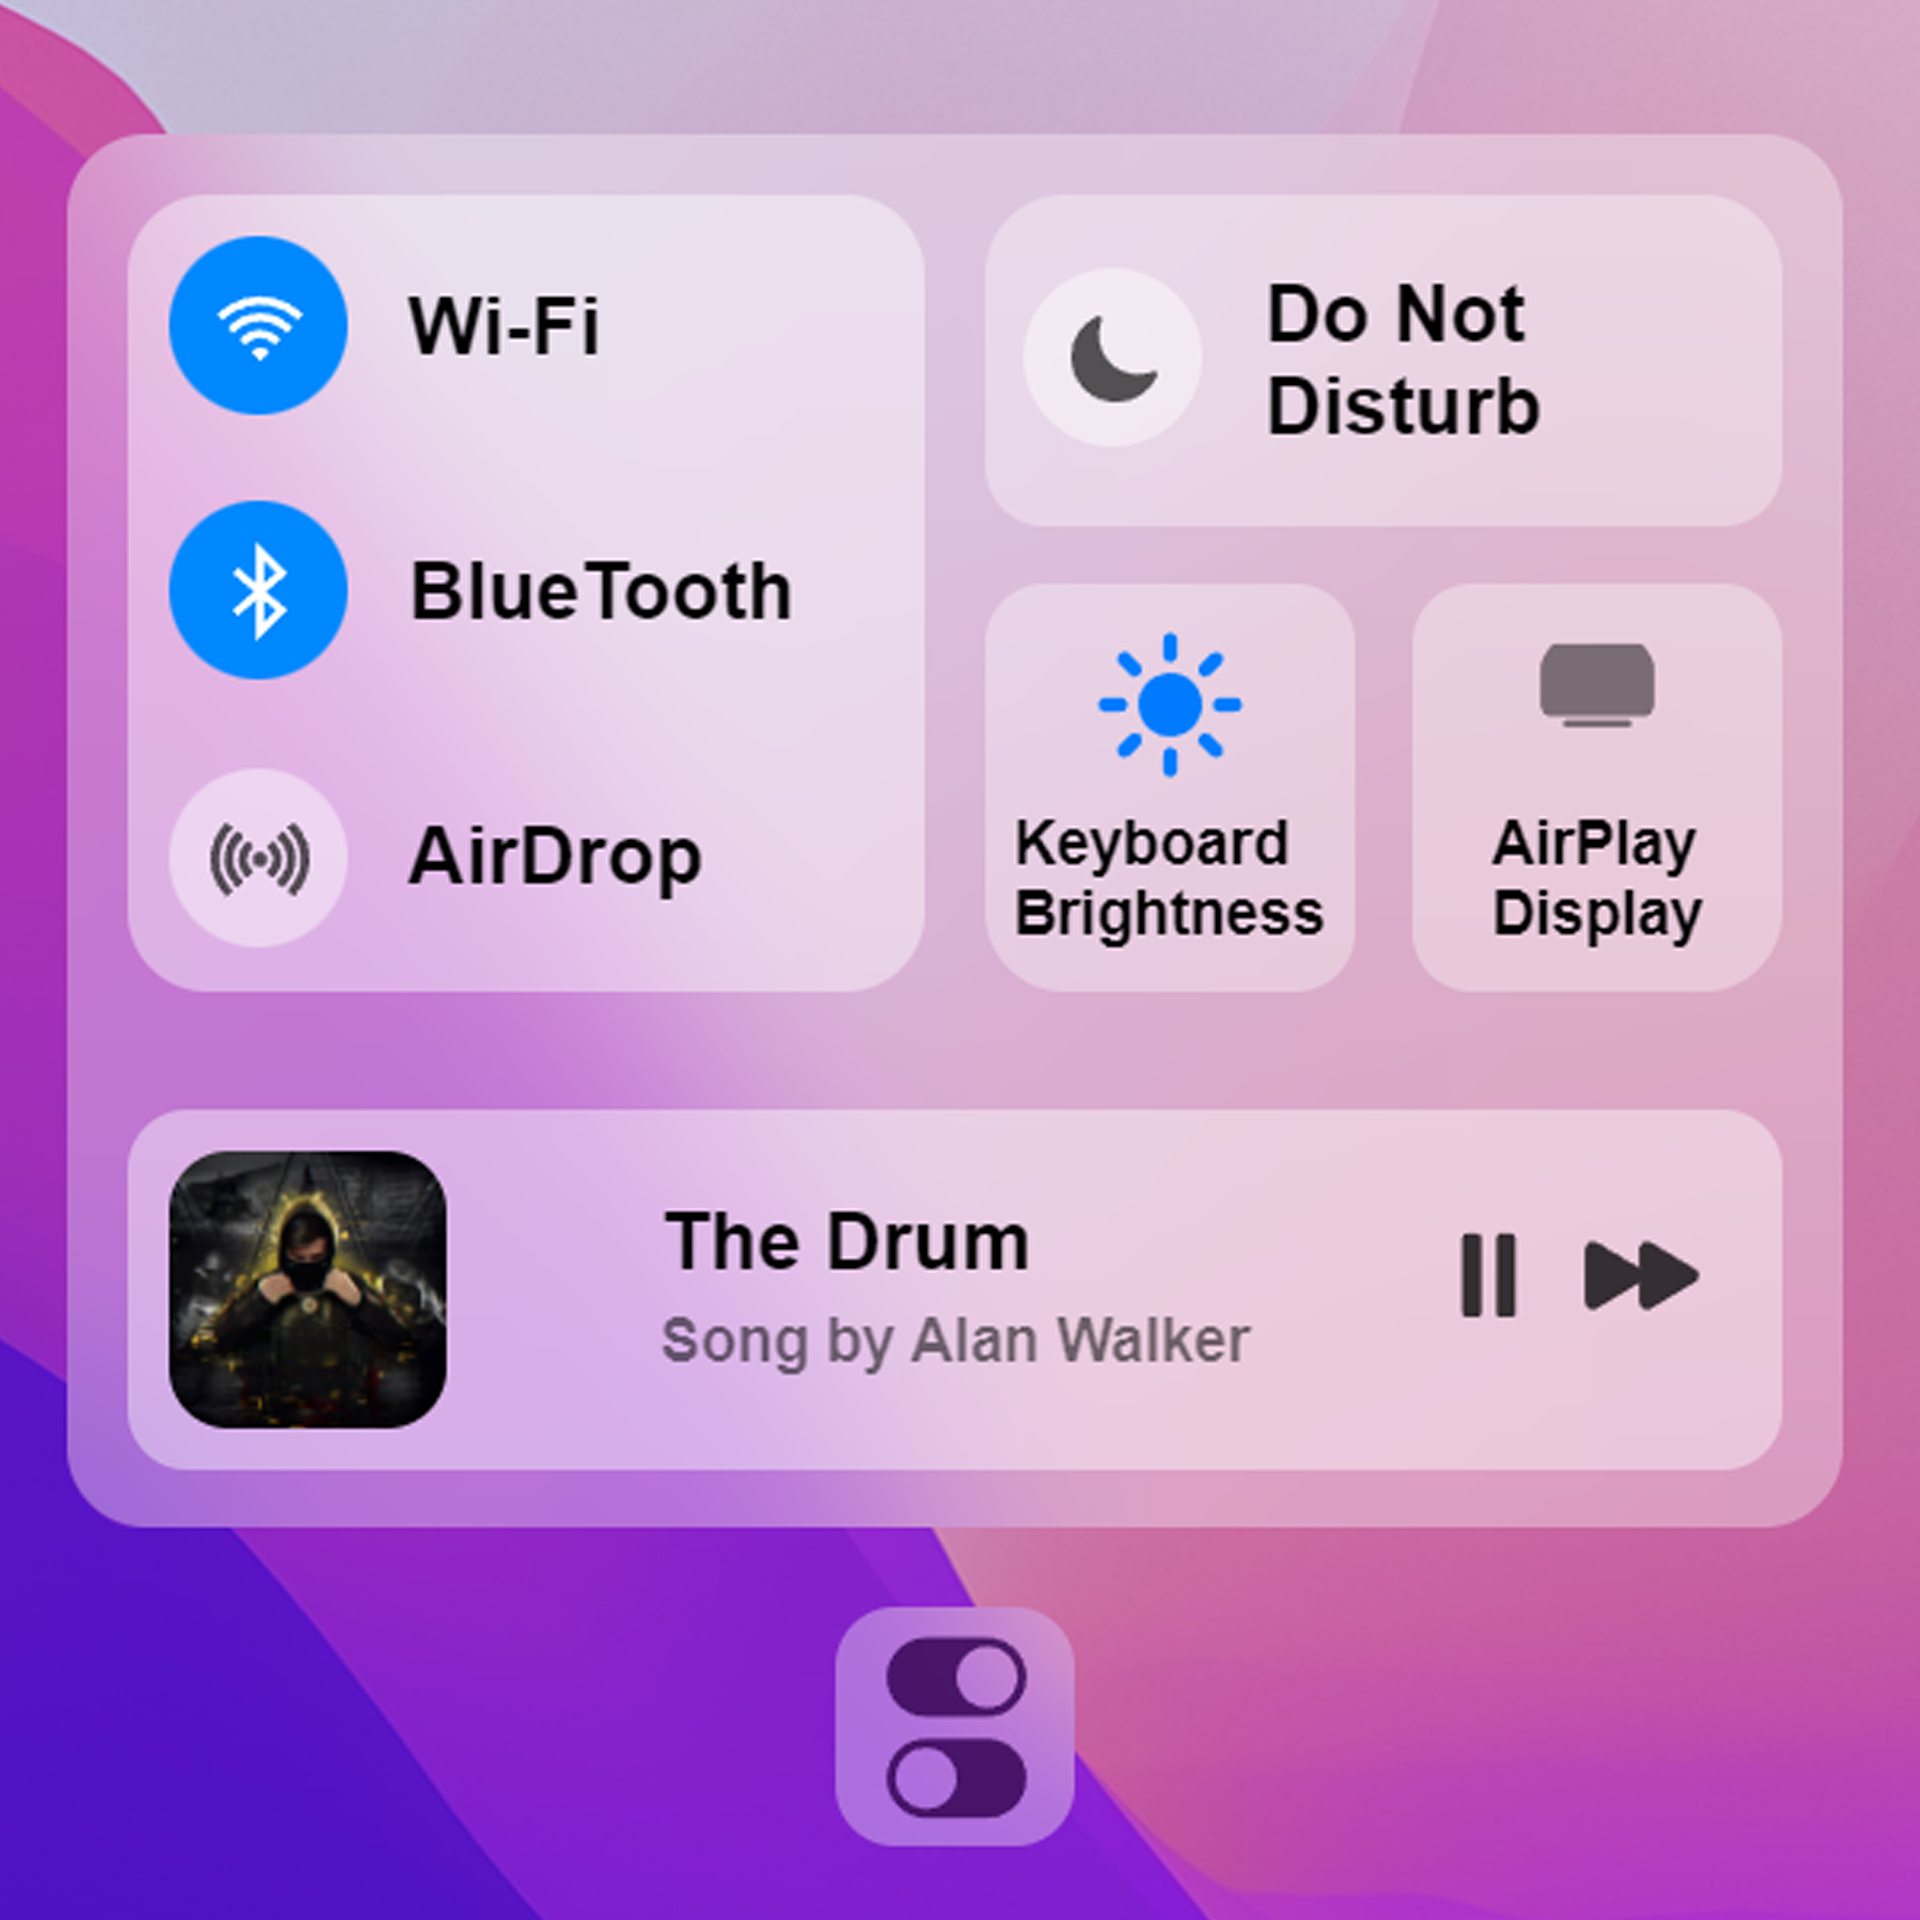 Wi-Fi
BlueTooth
AirDrop
Do Not
Disturb
Keyboard
Brightness
AirPlay
Display
The Drum
Song by Alan Walker